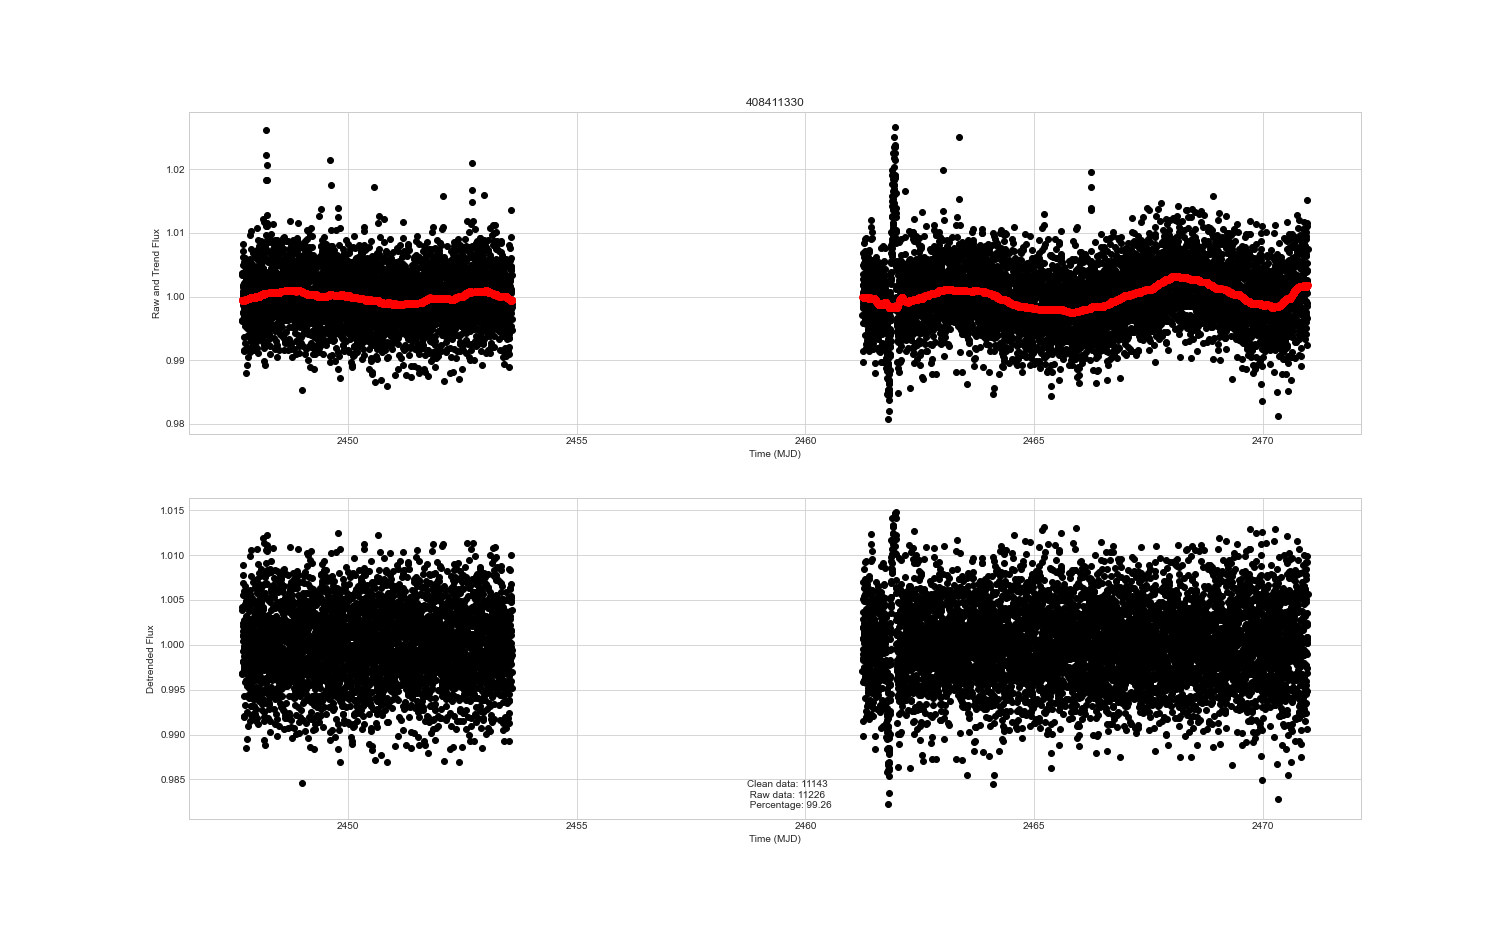 408411330
1.02
1.01
1.00
0.99
0.98
Raw and Trend Flux
2450 2455 2460 2465 2470
Time (MJD)
1.015
1.010
1.005
1.000
0.995
0.990
0.985
Detrended Flux
Clean data: 11143
Raw data: 11226
Percentage: 99.26
2450 2455 2460 2465 2470
Time (MJD)